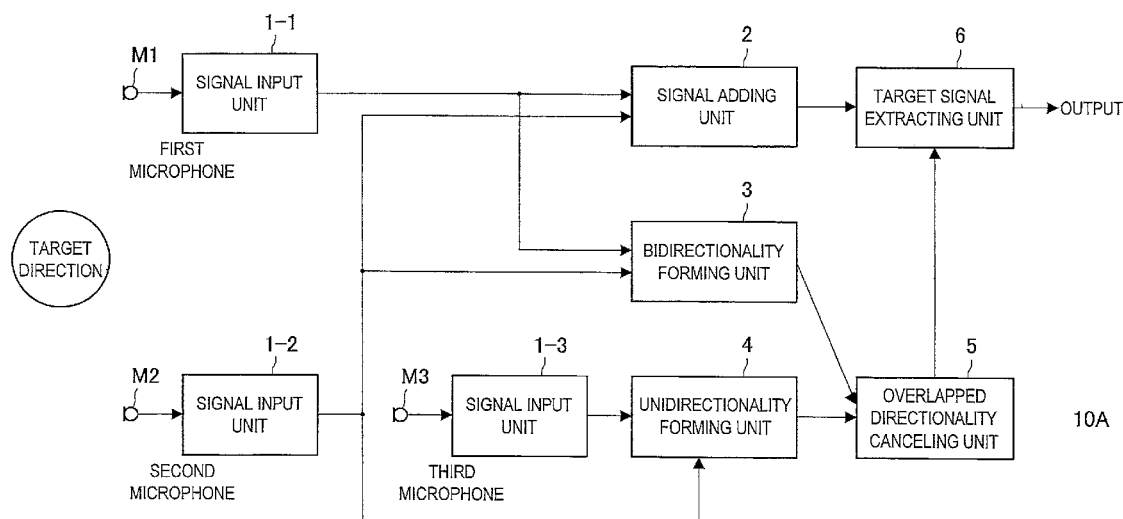 1-1
M1
SIGNAL INPUT
UNIT
FIRST
MICROPHONE
2
SIGNAL ADDING
UNIT
6
TARGET SIGNAL
EXTRACTING UNIT
OUTPUT
TARGET
DIRECTION
3
BIDIRECTIONALITY
FORMING UNIT
1-2
M2
SIGNAL INPUT
UNIT
SECOND
MICROPHONE
1-3
M3
SIGNAL INPUT
UNIT
THIRD
MICROPHONE
4
UNIDIRECTIONALITY
FORMING UNIT
5
OVERLAPPED
DIRECTIONALITY
CANCELING UNIT
10A